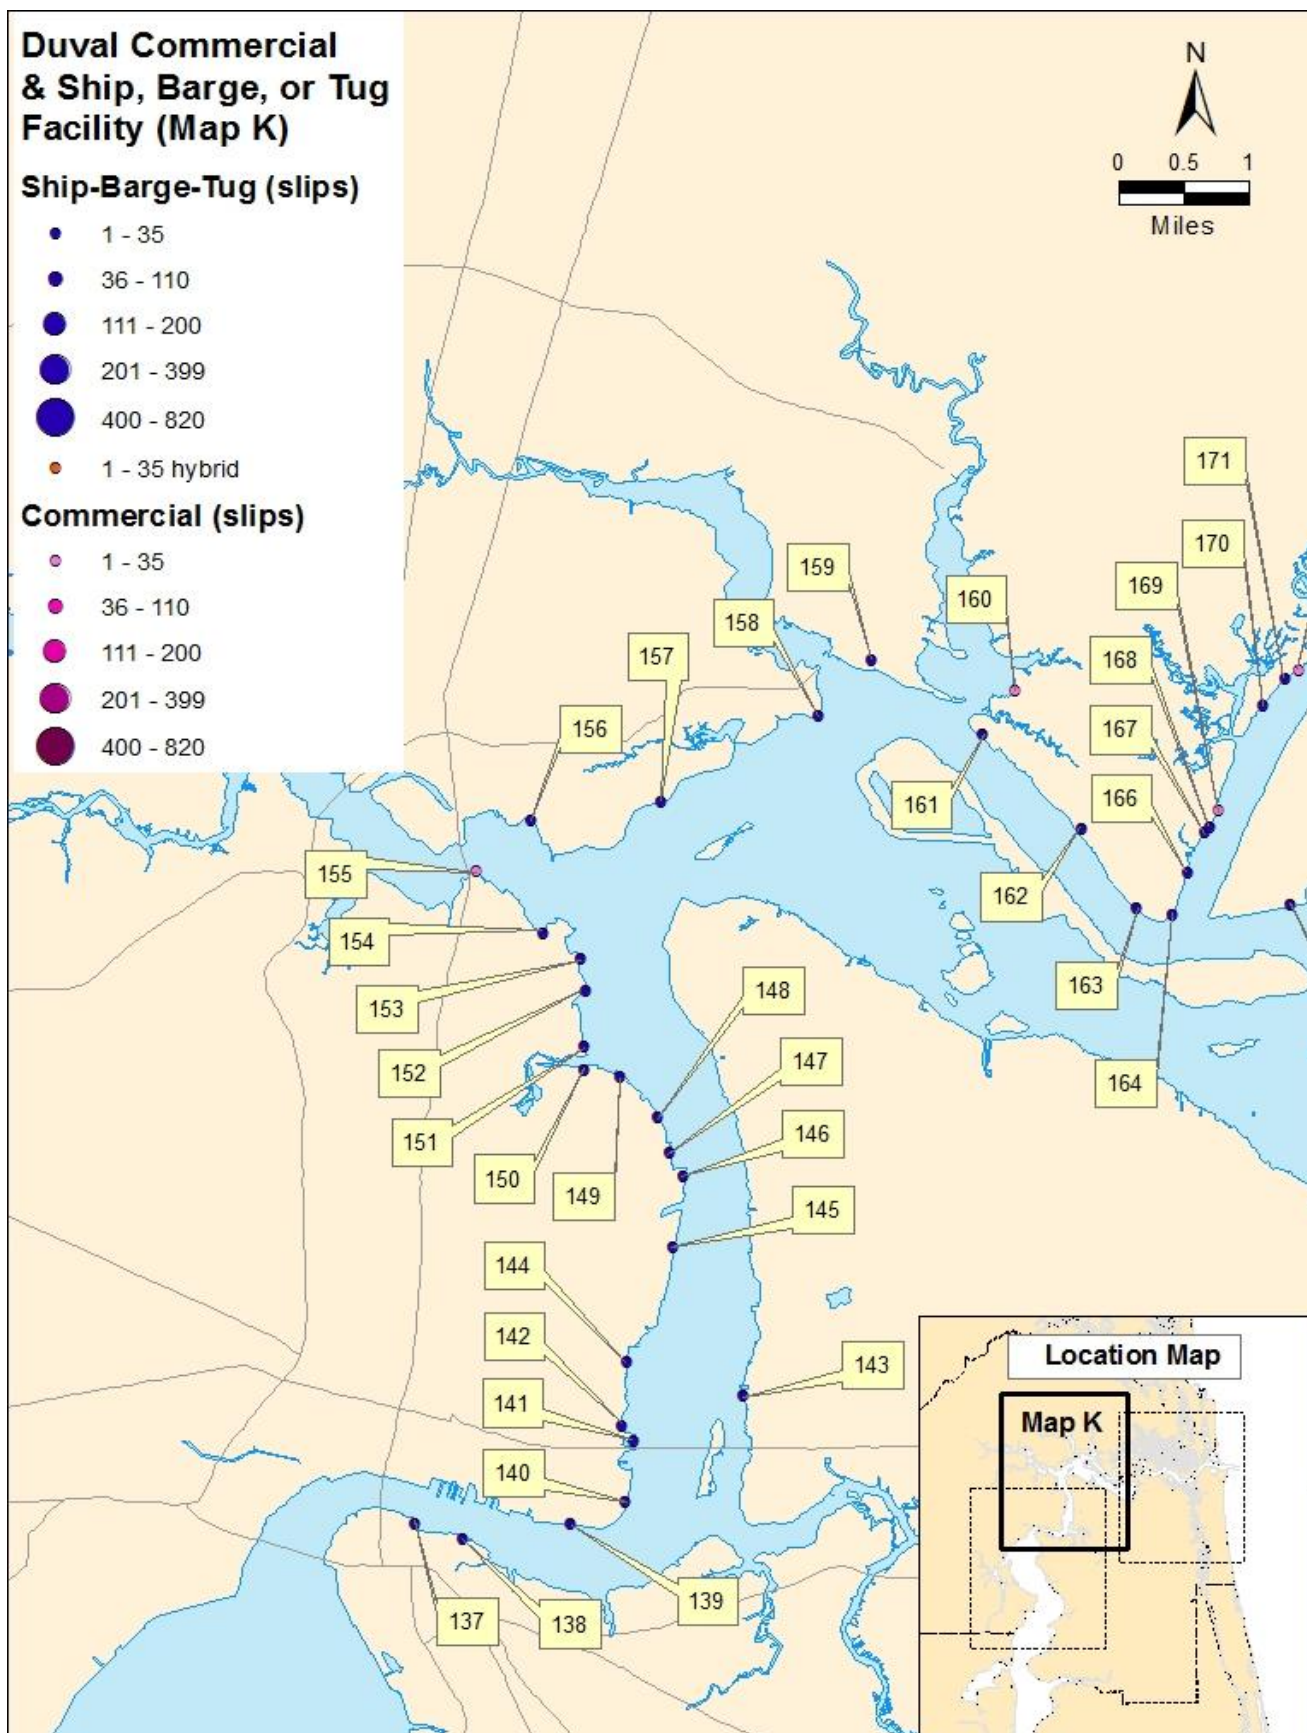 Duval Commercial
& Ship, Barge, or Tug
Facility (Map K)
Ship-Barge-Tug (slips)
1 - 35
36 - 110
111 - 200
201 - 399
400 - 820
1 - 35 hybrid
Commercial (slips)
1 - 35
36 - 110
111 - 200
201 - 399
400 - 820
N
0 0.5 1
Miles
171
170
159
169
160
158
157
168
156
167
166
161
155
162
154
163
148
153
147
152
164
146
151
150
149
145
144
142
143
141
140
139
137
138
Location Map
Map K